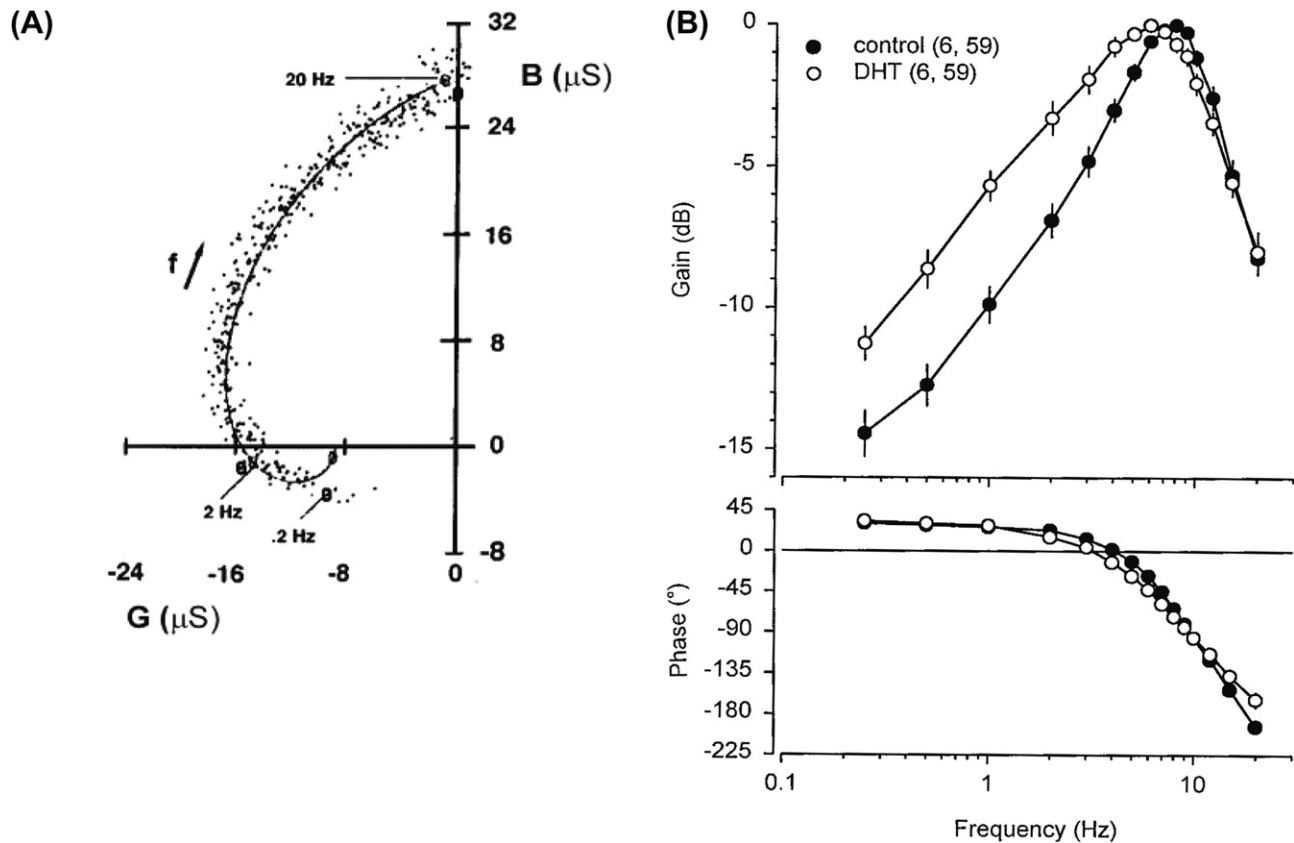 (A)
32
B (μS)
20 Hz
24
16
f
8
0
2 Hz
.2 Hz
-8
-24
-16
-8
0
G (μS)
(B)
0
control (6, 59)
DHT (6, 59)
-5
Gain (dB)
-10
-15
45
0
-45
Phase (°)
-90
-135
-180
-225
0.1
1
10
Frequency (Hz)